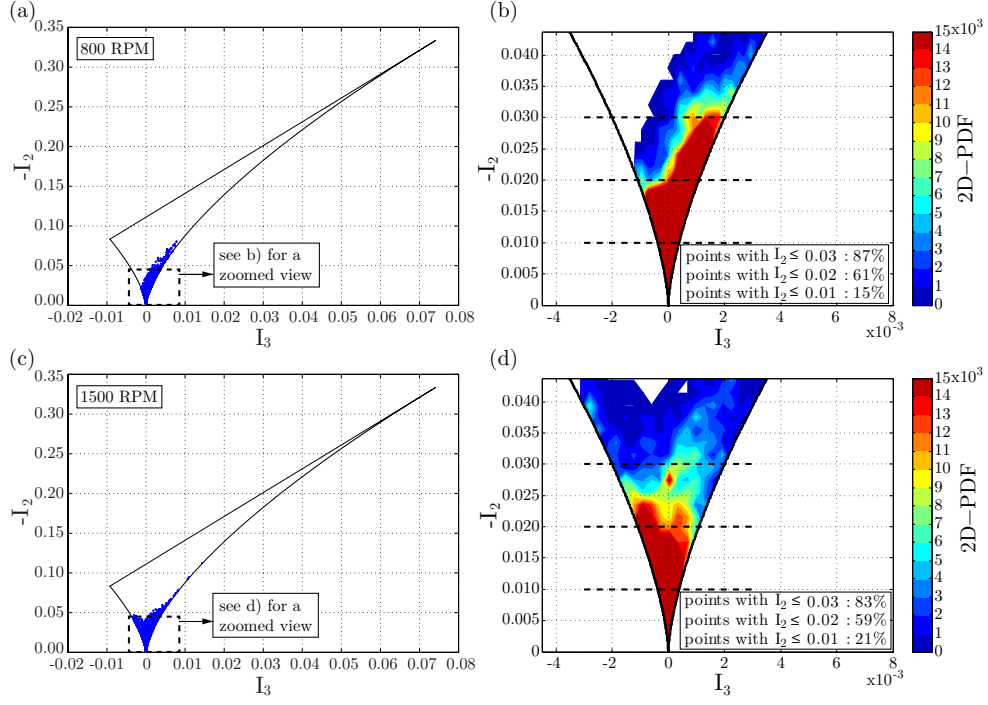 (a)
0.35
0.30
0.25
0.20
0.15
0.10
0.05
0.00
-I2
800 RPM
see b) for a
zoomed view
-0.02 -0.01 0 0.01 0.02 0.03 0.04 0.05 0.06 0.07 0.08
I3
(b)
0.040
0.035
0.030
0.025
0.020
0.015
0.010
0.005
0
-I2
points with I2 ≤ 0.03 : 87%
points with I2 ≤ 0.02 : 61%
points with I2 ≤ 0.01 : 15%
-4 -2 0 2 4 6 8
x10-3
I3
15x10^3
14
13
12
11
10
9
8
7
6
5
4
3
2
1
0
2D-PDF
(c)
0.35
0.30
0.25
0.20
0.15
0.10
0.05
0.00
-I2
1500 RPM
see d) for a
zoomed view
-0.02 -0.01 0 0.01 0.02 0.03 0.04 0.05 0.06 0.07 0.08
I3
(d)
0.040
0.035
0.030
0.025
0.020
0.015
0.010
0.005
0
-I2
points with I2 ≤ 0.03 : 83%
points with I2 ≤ 0.02 : 59%
points with I2 ≤ 0.01 : 21%
-4 -2 0 2 4 6 8
x10-3
I3
15x10^3
14
13
12
11
10
9
8
7
6
5
4
3
2
1
0
2D-PDF